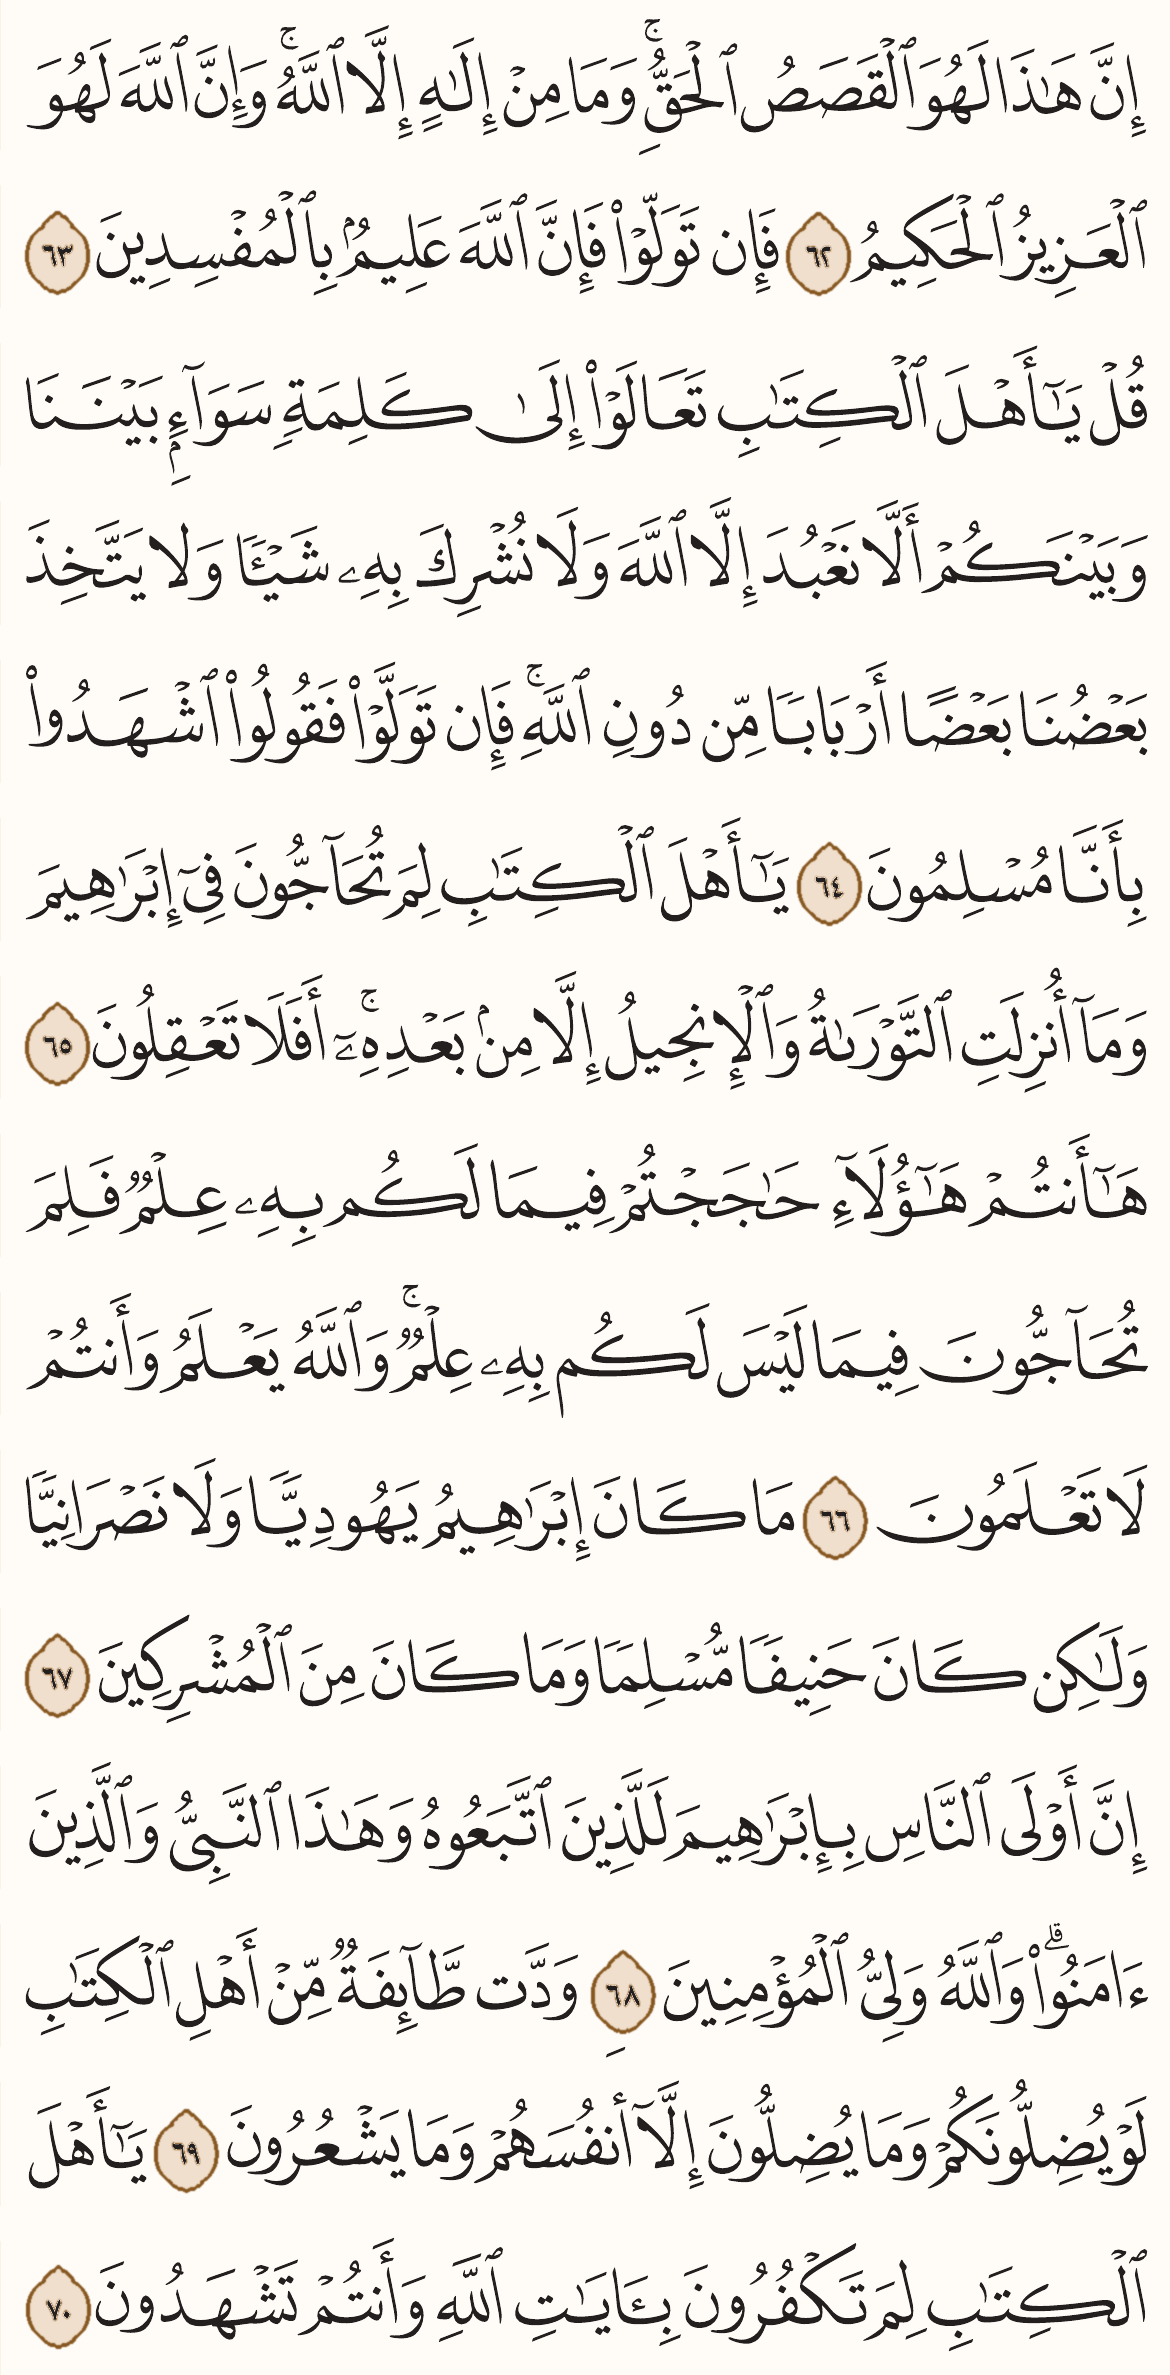 إِنَّ هَٰذَا لَهُوَ ٱلْقَصَصُ ٱلْحَقُّ ۚ وَمَا مِنْ إِلَٰهٍ إِلَّا ٱللَّهُ ۚ وَإِنَّ ٱللَّهَ لَهُوَ
ٱلْعَزِيزُ ٱلْحَكِيمُ ٦٢ فَإِن تَوَلَّوْا۟ فَإِنَّ ٱللَّهَ عَلِيمٌۢ بِٱلْمُفْسِدِينَ ٦٣
قُلْ يَٰٓأَهْلَ ٱلْكِتَٰبِ تَعَالَوْا۟ إِلَىٰ كَلِمَةٍ سَوَآءٍۭ بَيْنَنَا
وَبَيْنَكُمْ أَلَّا نَعْبُدَ إِلَّا ٱللَّهَ وَلَا نُشْرِكَ بِهِۦ شَيْـًٔا وَلَا يَتَّخِذَ
بَعْضُنَا بَعْضًا أَرْبَابًا مِّن دُونِ ٱللَّهِ ۚ فَإِن تَوَلَّوْا۟ فَقُولُوا۟ ٱشْهَدُوا۟
بِأَنَّا مُسْلِمُونَ ٦٤ يَٰٓأَهْلَ ٱلْكِتَٰبِ لِمَ تُحَآجُّونَ فِىٓ إِبْرَٰهِيمَ
وَمَآ أُنزِلَتِ ٱلتَّوْرَىٰةُ وَٱلْإِنجِيلُ إِلَّا مِنۢ بَعْدِهِۦٓ ۚ أَفَلَا تَعْقِلُونَ ٦٥
هَٰٓأَنتُمْ هَٰٓؤُلَآءِ حَٰجَجْتُمْ فِيمَا لَكُم بِهِۦ عِلْمٌ فَلِمَ
تُحَآجُّونَ فِيمَا لَيْسَ لَكُم بِهِۦ عِلْمٌ ۚ وَٱللَّهُ يَعْلَمُ وَأَنتُمْ
لَا تَعْلَمُونَ ٦٦ مَا كَانَ إِبْرَٰهِيمُ يَهُودِيًّا وَلَا نَصْرَانِيًّا
وَلَٰكِن كَانَ حَنِيفًا مُّسْلِمًا وَمَا كَانَ مِنَ ٱلْمُشْرِكِينَ ٦٧
إِنَّ أَوْلَى ٱلنَّاسِ بِإِبْرَٰهِيمَ لَلَّذِينَ ٱتَّبَعُوهُ وَهَٰذَا ٱلنَّبِىُّ وَٱلَّذِينَ
ءَامَنُوا۟ ۗ وَٱللَّهُ وَلِىُّ ٱلْمُؤْمِنِينَ ٦٨ وَدَّت طَّآئِفَةٌ مِّنْ أَهْلِ ٱلْكِتَٰبِ
لَوْ يُضِلُّونَكُمْ وَمَا يُضِلُّونَ إِلَّآ أَنفُسَهُمْ وَمَا يَشْعُرُونَ ٦٩ يَٰٓأَهْلَ
ٱلْكِتَٰبِ لِمَ تَكْفُرُونَ بِـَٔايَٰتِ ٱللَّهِ وَأَنتُمْ تَشْهَدُونَ ٧٠